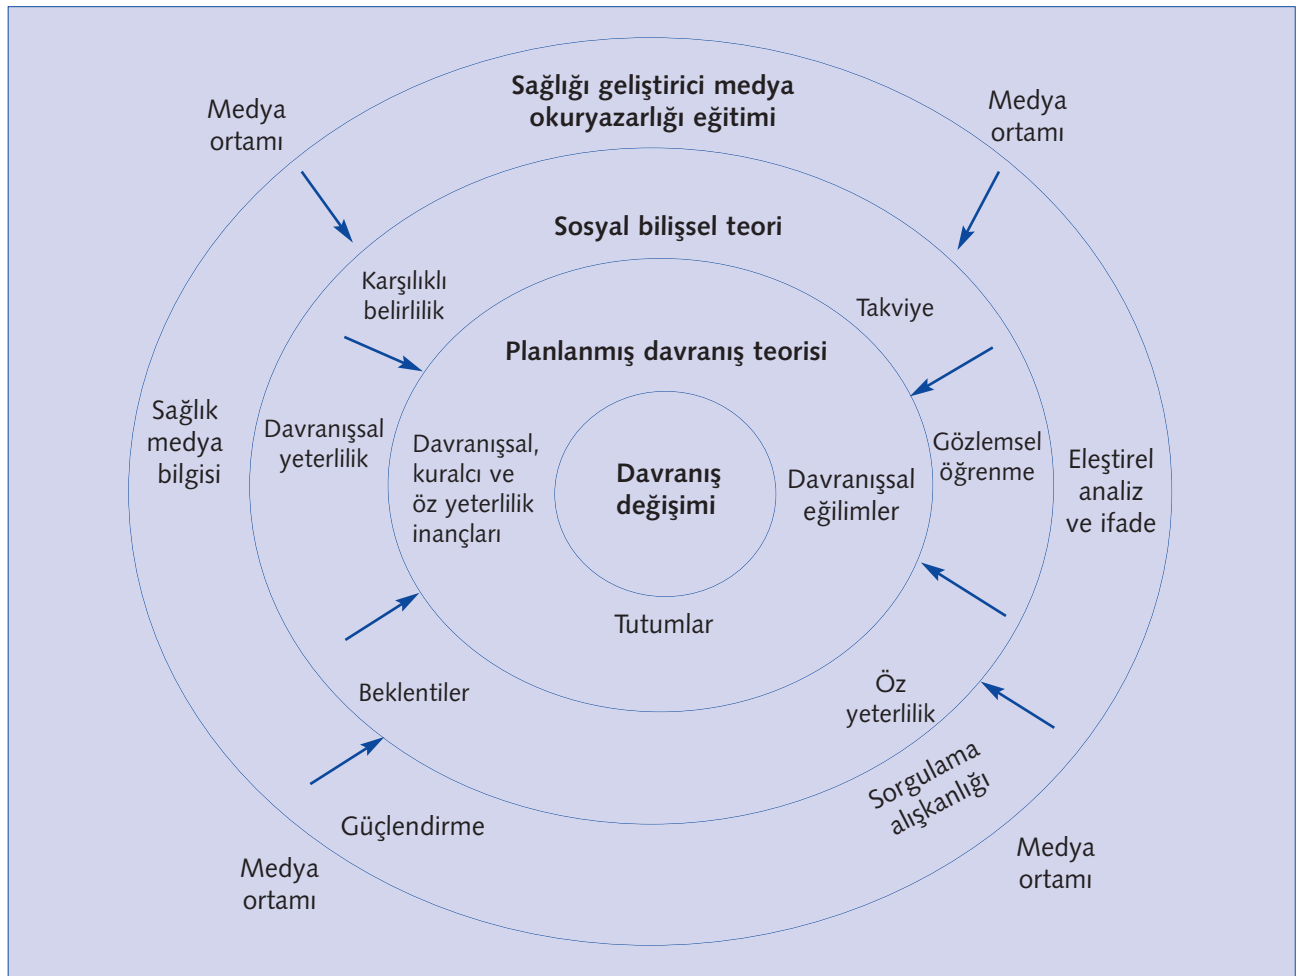 Sağlığı geliştirici medya
okuryazarlığı eğitimi
Medya
ortamı
Medya
ortamı
Sosyal bilişsel teori
Karşılıklı
belirlilik
Takviye
Planlanmış davranış teorisi
Sağlık
medya
bilgisi
Davranışsal
yeterlilik
Davranışsal,
kuralcı ve
öz yeterlilik
inançları
Davranış
değişimi
Davranışsal
eğilimler
Gözlemsel
öğrenme
Eleştirel
analiz
ve ifade
Tutumlar
Beklentiler
Öz
yeterlilik
Güçlendirme
Sorgulama
alışkanlığı
Medya
ortamı
Medya
ortamı